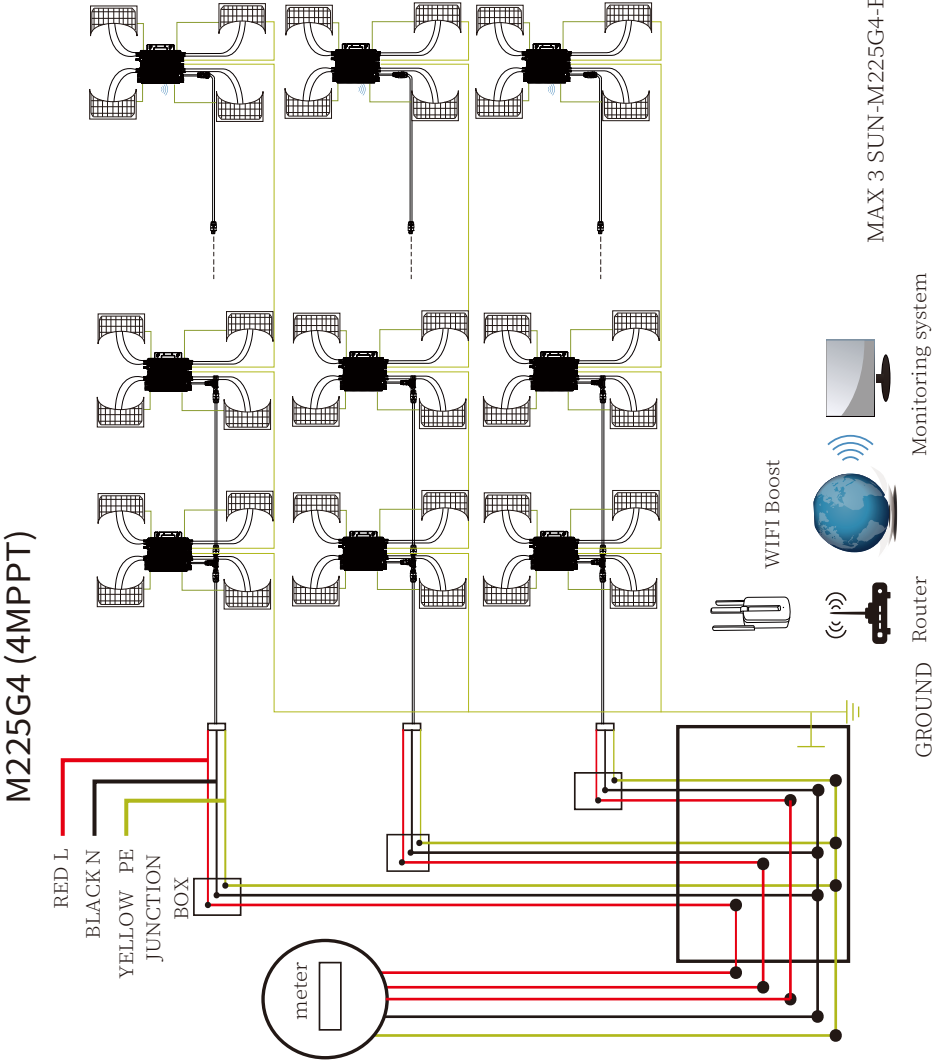 M225G4 (4MPPT)
RED L
BLACK N
YELLOW PE
JUNCTION
BOX
meter
WIFI Boost
MAX 3 SUN-M225G4-
Monitoring system
Router
GROUND